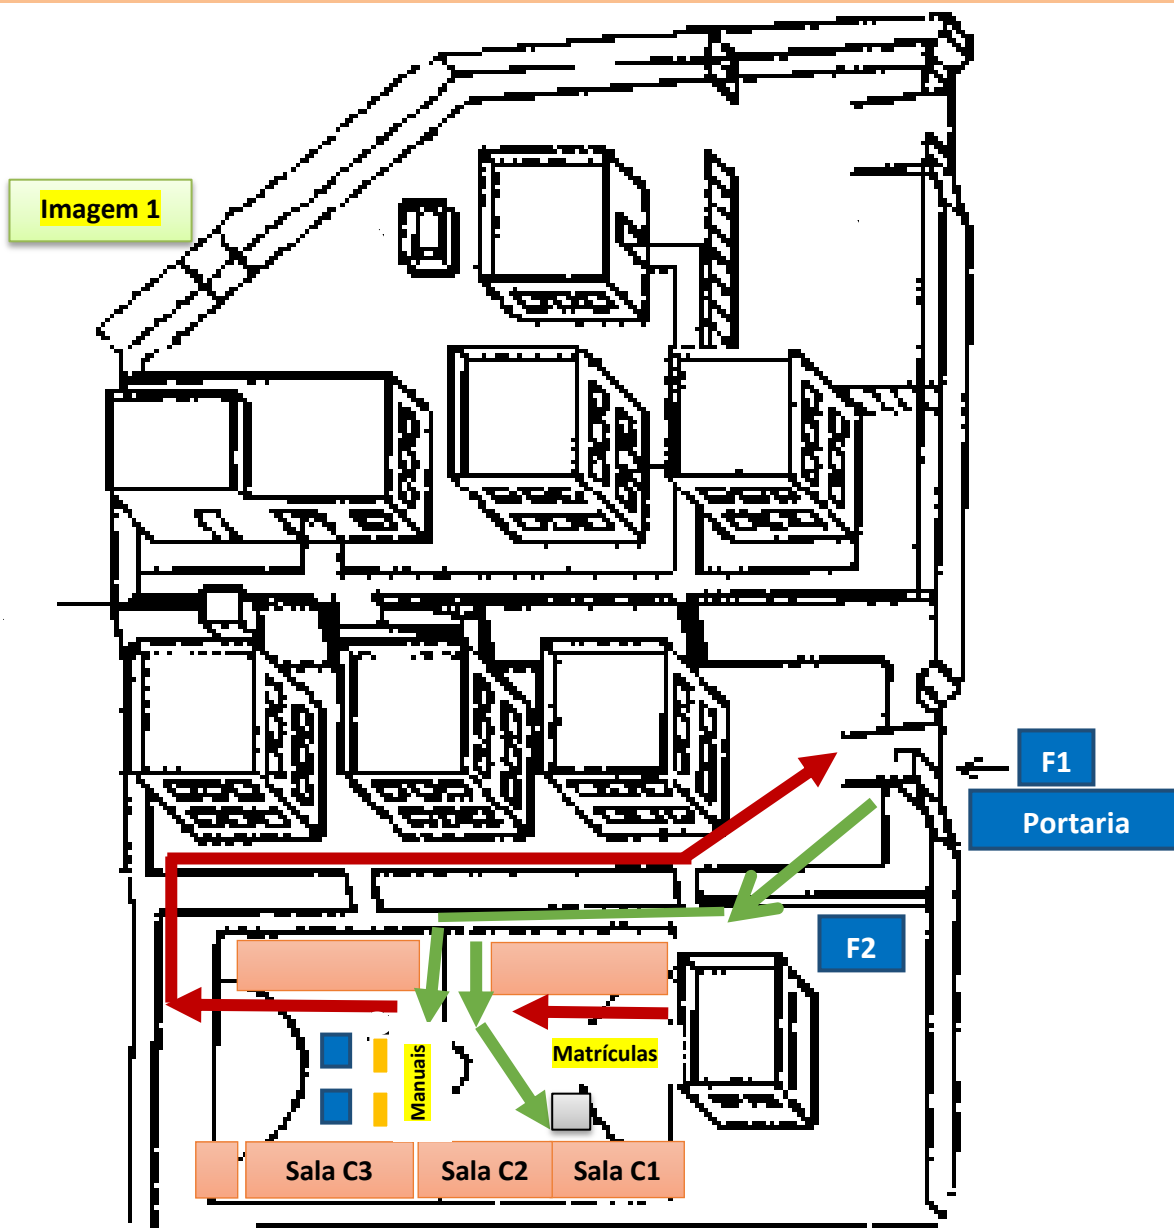 Imagem 1
F1
Portaria
F2
Manuais
Matrículas
Sala C3
Sala C2
Sala C1